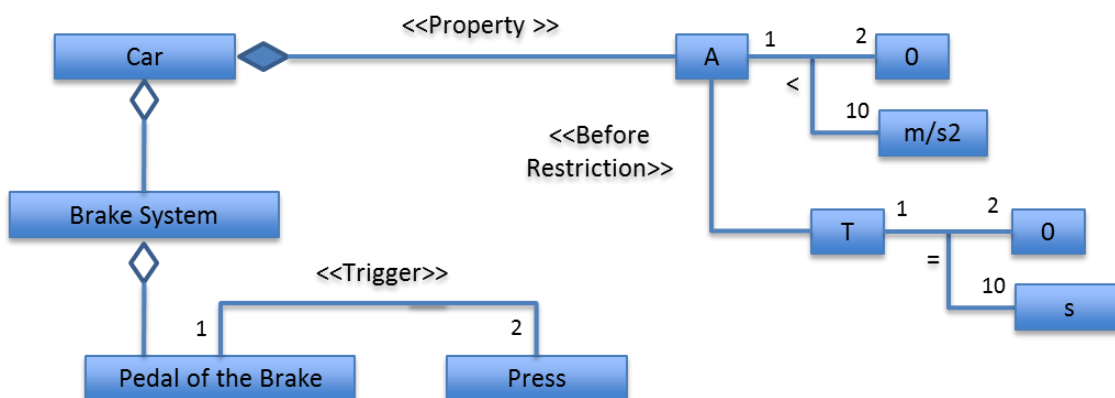 <<Property >>
Car
A
1
2
0
<
10
m/s2
<<Before
Restriction>>
Brake System
T
1
2
0
=
10
s
<<Trigger>>
1
2
Pedal of the Brake
Press